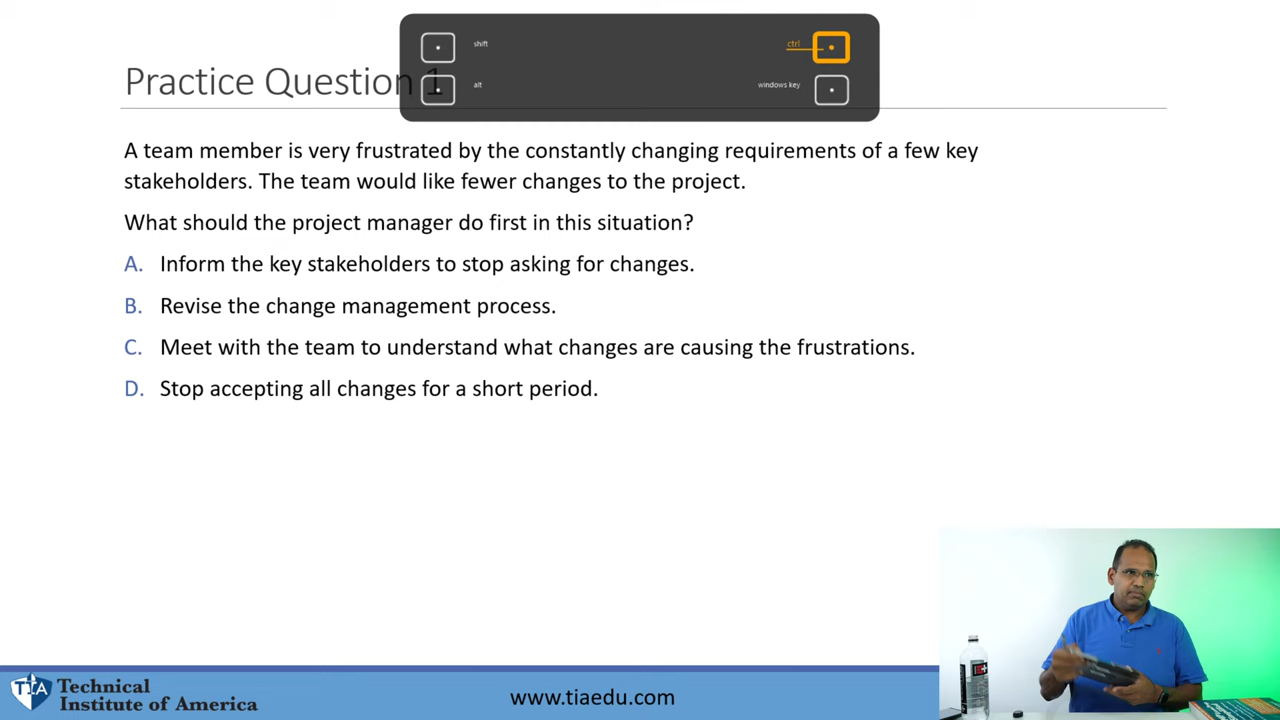 shift
ctrl
alt
windows key
Practice Question 1
A team member is very frustrated by the constantly changing requirements of a few key
stakeholders. The team would like fewer changes to the project.
What should the project manager do first in this situation?
A. Inform the key stakeholders to stop asking for changes.
B. Revise the change management process.
C. Meet with the team to understand what changes are causing the frustrations.
D. Stop accepting all changes for a short period.
TIA
Technical
Institute of America
www.tiaedu.com